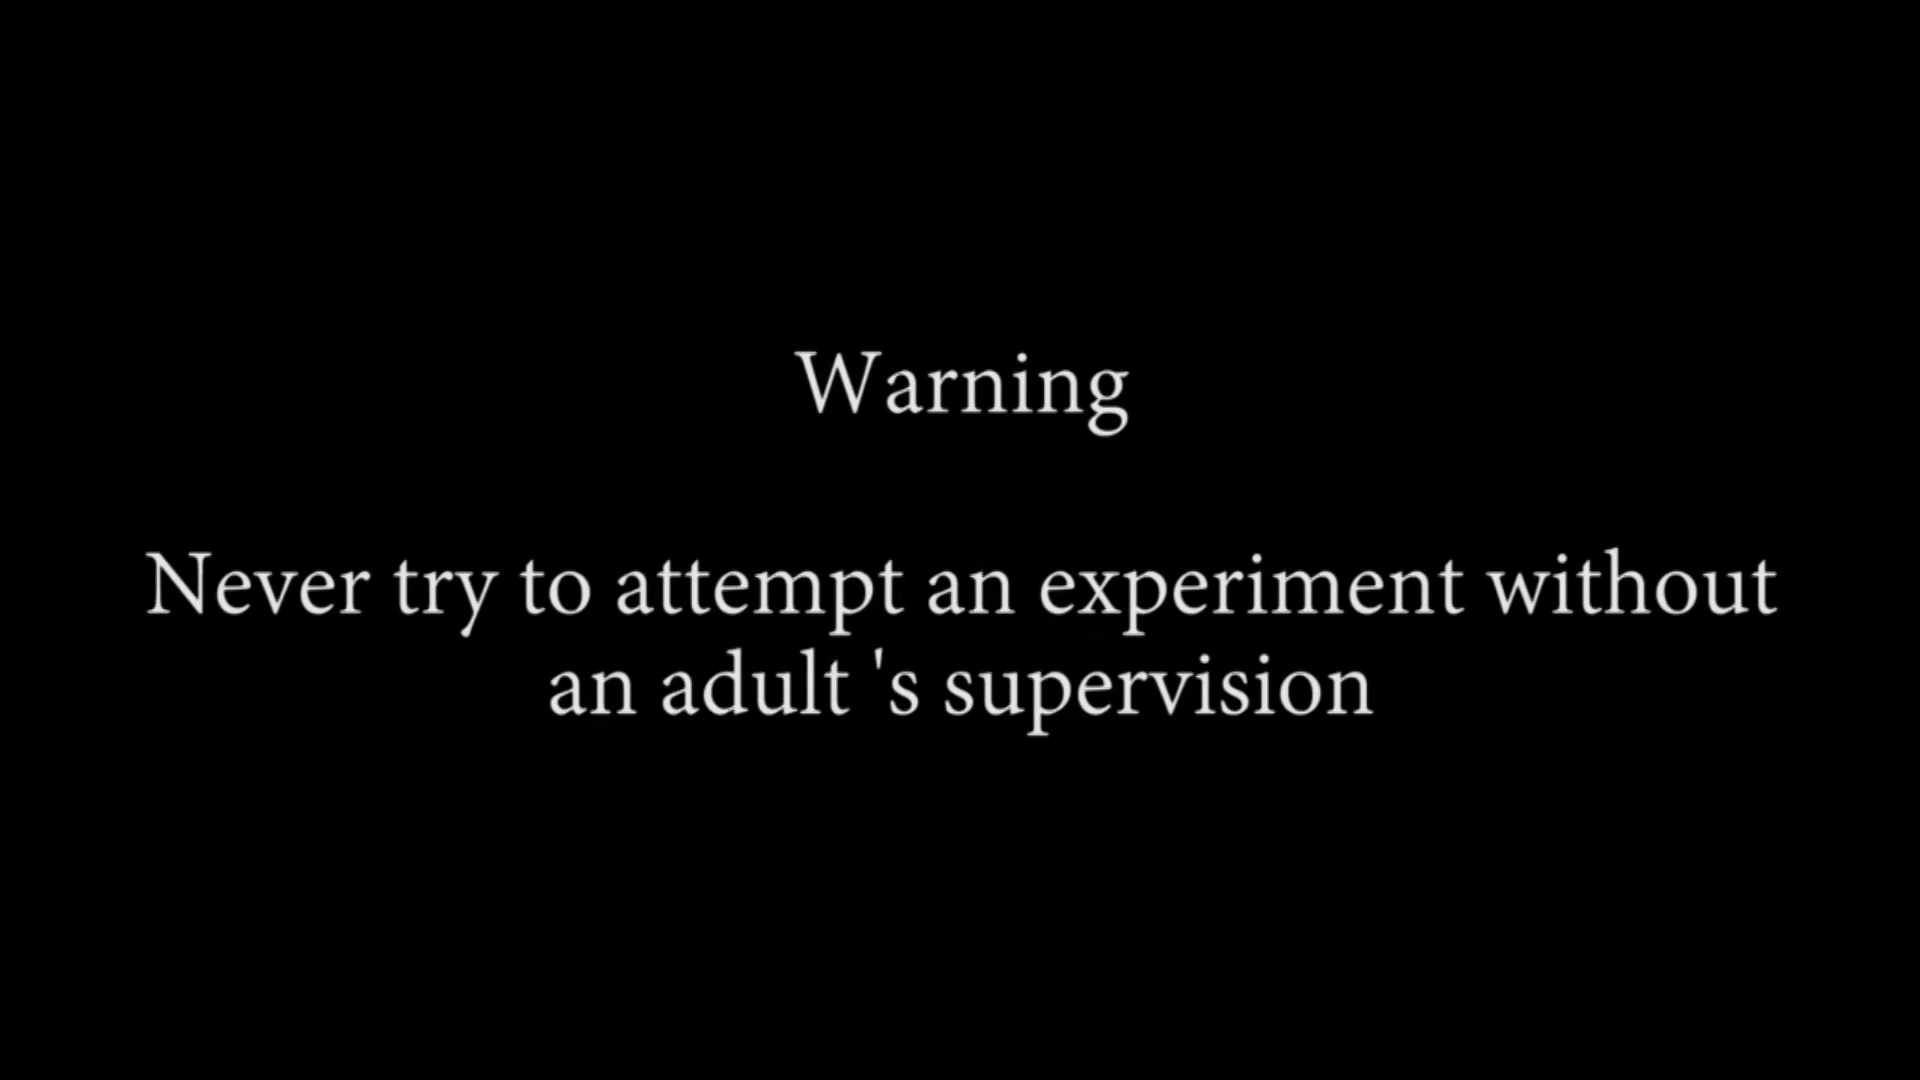 Warning
Never try to attempt an experiment without
an adult 's supervision